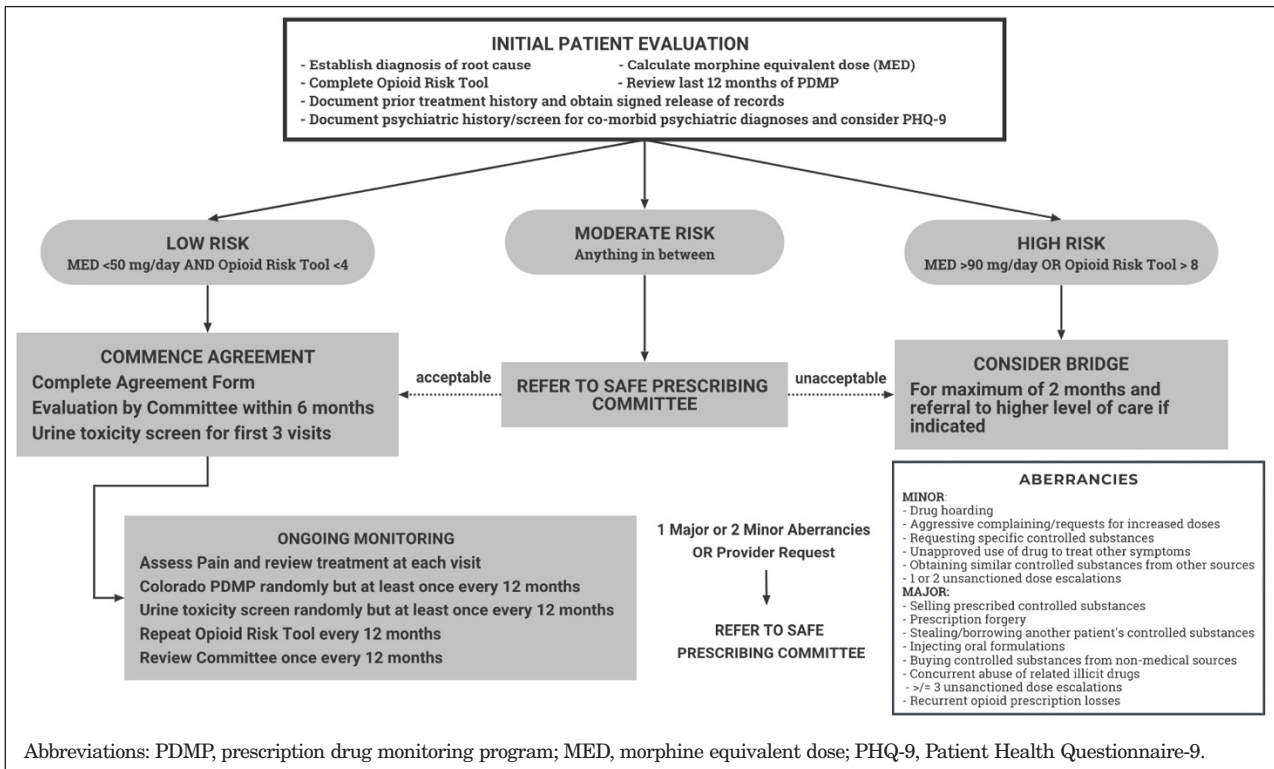 INITIAL PATIENT EVALUATION
- Establish diagnosis of root cause
- Calculate morphine equivalent dose (MED)
- Complete Opioid Risk Tool
- Review last 12 months of PDMP
- Document prior treatment history and obtain signed release of records
- Document psychiatric history/screen for co-morbid psychiatric diagnoses and consider PHQ-9
LOW RISK
MED <50 mg/day AND Opioid Risk Tool <4
MODERATE RISK
Anything in between
HIGH RISK
MED >90 mg/day OR Opioid Risk Tool > 8
COMMENCE AGREEMENT
Complete Agreement Form
Evaluation by Committee within 6 months
Urine toxicity screen for first 3 visits
acceptable
REFER TO SAFE PRESCRIBING
COMMITTEE
unacceptable
CONSIDER BRIDGE
For maximum of 2 months and
referral to higher level of care if
indicated
ONGOING MONITORING
Assess Pain and review treatment at each visit
Colorado PDMP randomly but at least once every 12 months
Urine toxicity screen randomly but at least once every 12 months
Repeat Opioid Risk Tool every 12 months
Review Committee once every 12 months
1 Major or 2 Minor Aberrancies
OR Provider Request
REFER TO SAFE
PRESCRIBING COMMITTEE
ABERRANCIES
MINOR:
- Drug hoarding
- Aggressive complaining/requests for increased doses
- Requesting specific controlled substances
- Unapproved use of drug to treat other symptoms
- Obtaining similar controlled substances from other sources
- 1 or 2 unsanctioned dose escalations
MAJOR:
- Selling prescribed controlled substances
- Prescription forgery
- Stealing/borrowing another patient's controlled substances
- Injecting oral formulations
- Buying controlled substances from non-medical sources
- Concurrent abuse of related illicit drugs
- >/= 3 unsanctioned dose escalations
- Recurrent opioid prescription losses
Abbreviations: PDMP, prescription drug monitoring program; MED, morphine equivalent dose; PHQ-9, Patient Health Questionnaire-9.